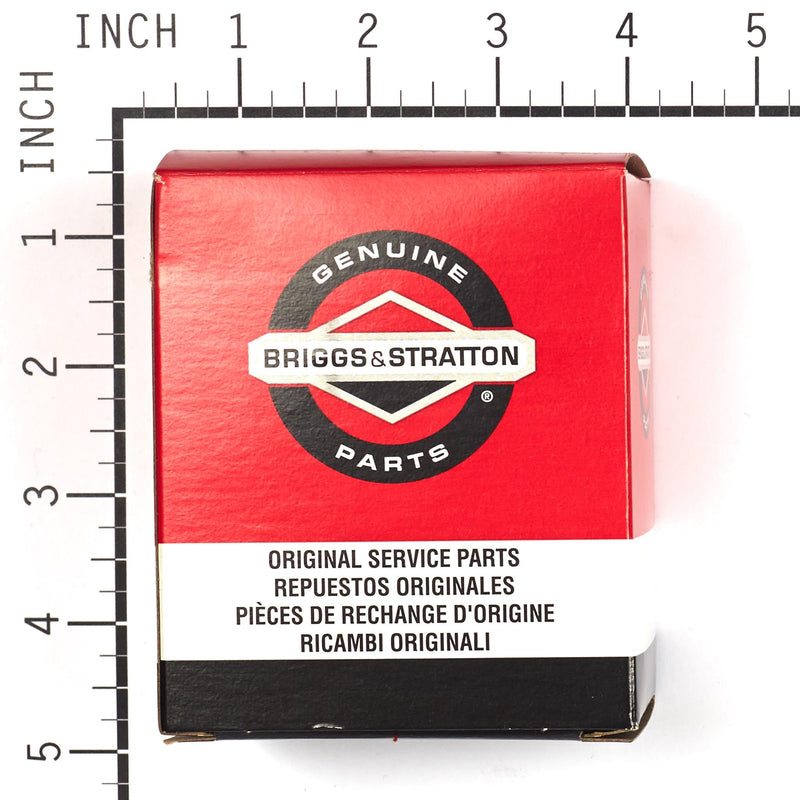 INCH 1 2 3 4 5
INCH
1
2
3
4
5
GENUINE
BRIGGS & STRATTON
®
PARTS
ORIGINAL SERVICE PARTS
REPUESTOS ORIGINALES
PIÈCES DE RECHANGE D'ORIGINE
RICAMBI ORIGINALI